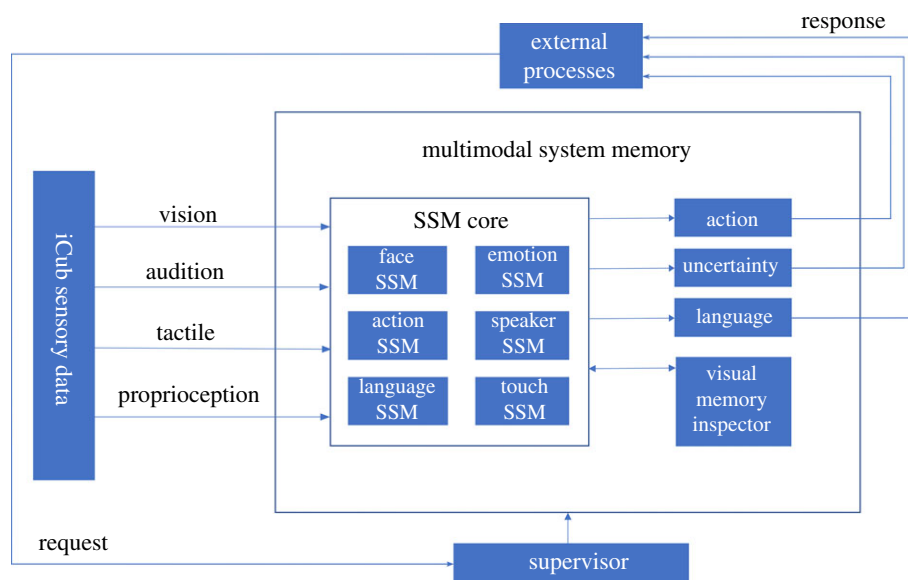 response
external
processes
multimodal system memory
iCub sensory data
vision
audition
tactile
proprioception
SSM core
face
SSM
emotion
SSM
action
SSM
speaker
SSM
language
SSM
touch
SSM
action
uncertainty
language
visual
memory
inspector
request
supervisor